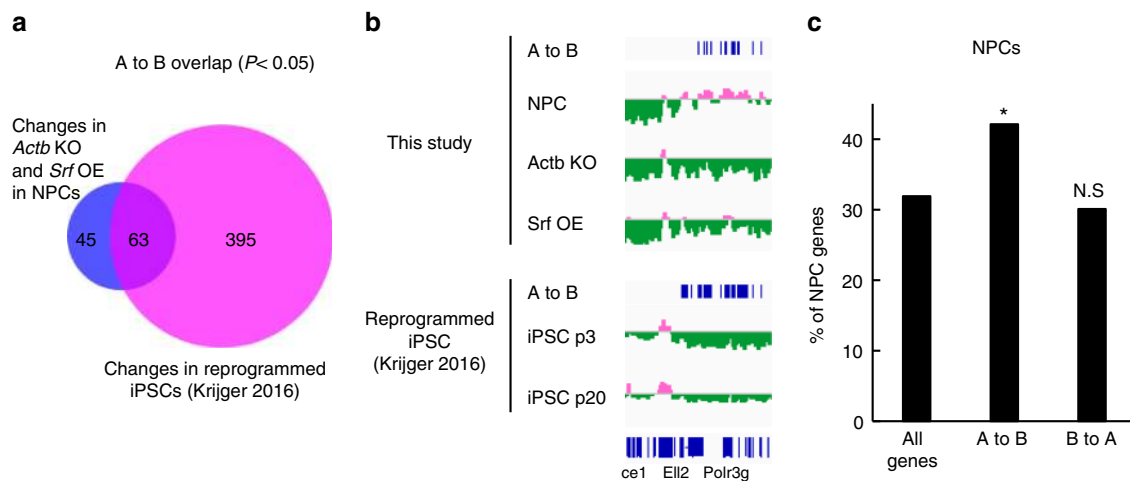 a
A to B overlap (P< 0.05)
Changes in
Actb KO
and Srf OE
in NPCs
45
63
395
Changes in reprogrammed
iPSCs (Krijger 2016)
b
This study
A to B
NPC
Actb KO
Srf OE
Reprogrammed
iPSC
(Krijger 2016)
A to B
iPSC p3
iPSC p20
ce1 Ell2 Polr3g
c
NPCs
% of NPC genes
40
30
20
10
0
*
N.S
All
genes
A to B
B to A